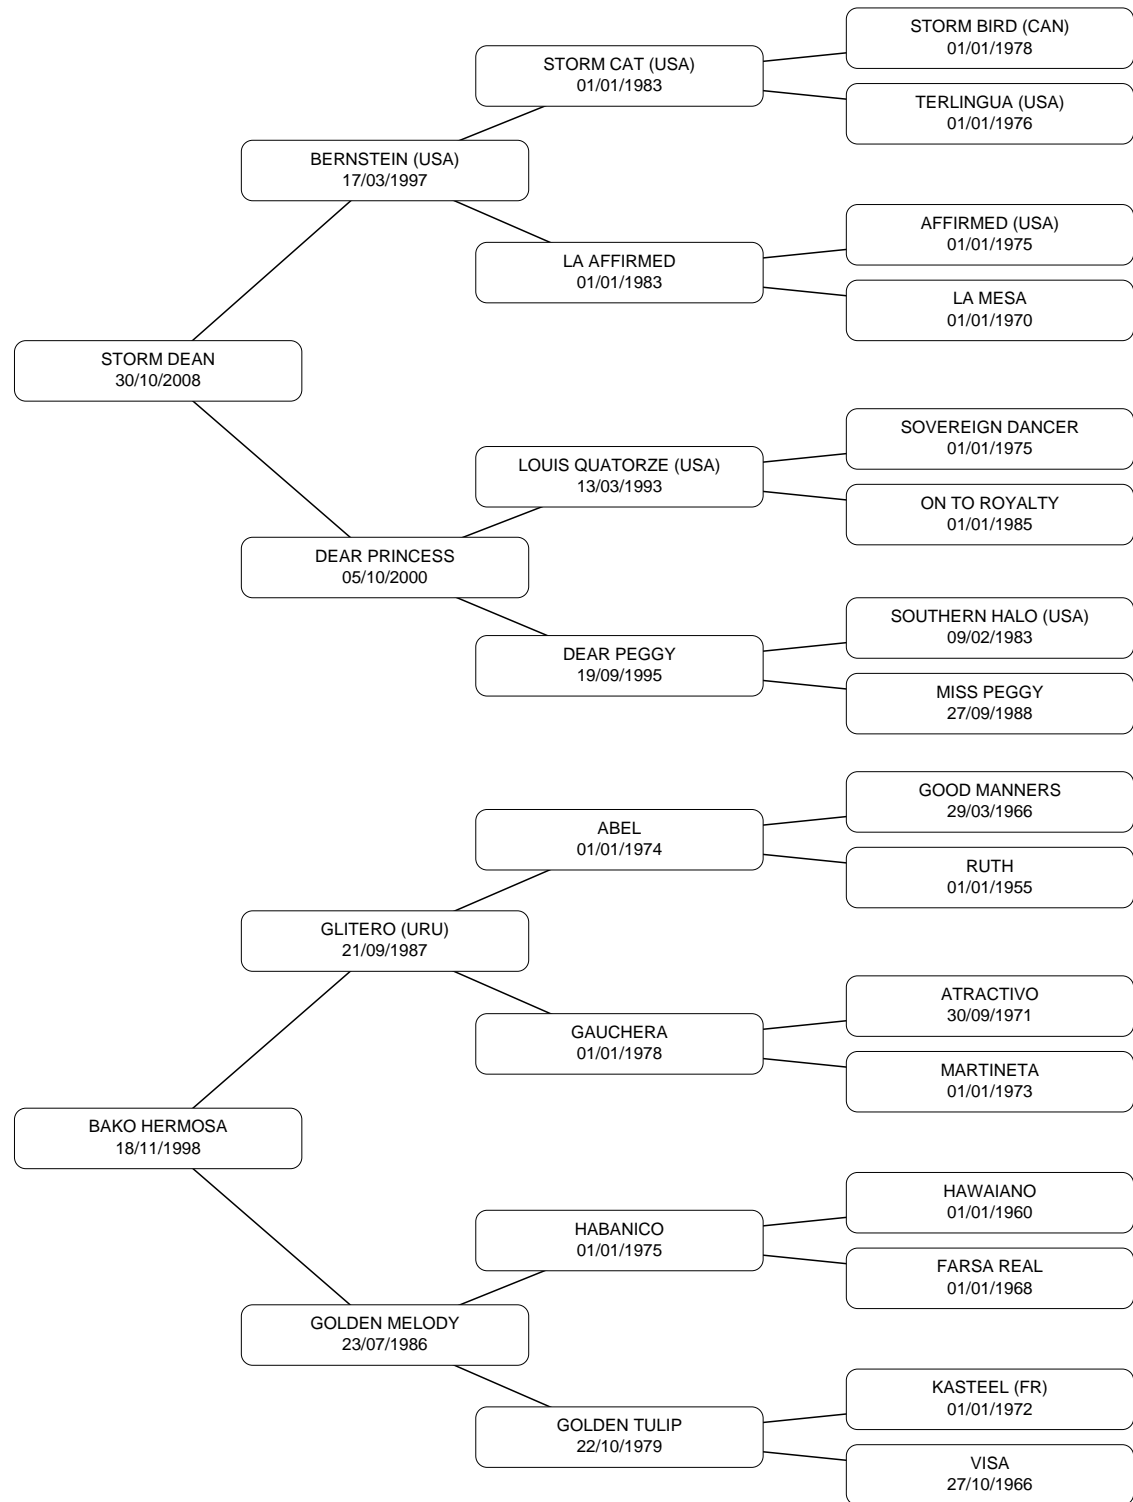 STORM BIRD (CAN)
01/01/1978
STORM CAT (USA)
01/01/1983
TERLINGUA (USA)
01/01/1976
BERNSTEIN (USA)
17/03/1997
AFFIRMED (USA)
01/01/1975
LA AFFIRMED
01/01/1983
LA MESA
01/01/1970
STORM DEAN
30/10/2008
SOVEREIGN DANCER
01/01/1975
LOUIS QUATORZE (USA)
13/03/1993
ON TO ROYALTY
01/01/1985
DEAR PRINCESS
05/10/2000
SOUTHERN HALO (USA)
09/02/1983
DEAR PEGGY
19/09/1995
MISS PEGGY
27/09/1988
GOOD MANNERS
29/03/1966
ABEL
01/01/1974
RUTH
01/01/1955
GLITERO (URU)
21/09/1987
ATRACTIVO
30/09/1971
GAUCHERA
01/01/1978
MARTINETA
01/01/1973
BAKO HERMOSA
18/11/1998
HAWAIANO
01/01/1960
HABANICO
01/01/1975
FARSA REAL
01/01/1968
GOLDEN MELODY
23/07/1986
KASTEEL (FR)
01/01/1972
GOLDEN TULIP
22/10/1979
VISA
27/10/1966